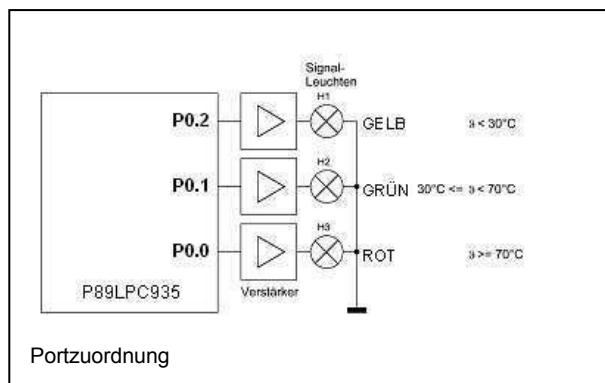 Signal-
Leuchten
H1
P0.2
GELB
ϑ < 30°C
H2
P0.1
GRÜN
30°C <= ϑ < 70°C
H3
P0.0
ROT
ϑ >= 70°C
P89LPC935
Verstärker
Portzuordnung